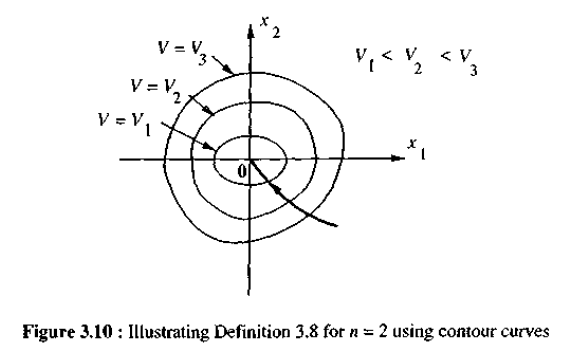 x₂
V = V₃
V₁ < V₂ < V₃
V = V₂
V = V₁
x₁
0
Figure 3.10 : Illustrating Definition 3.8 for n = 2 using contour curves